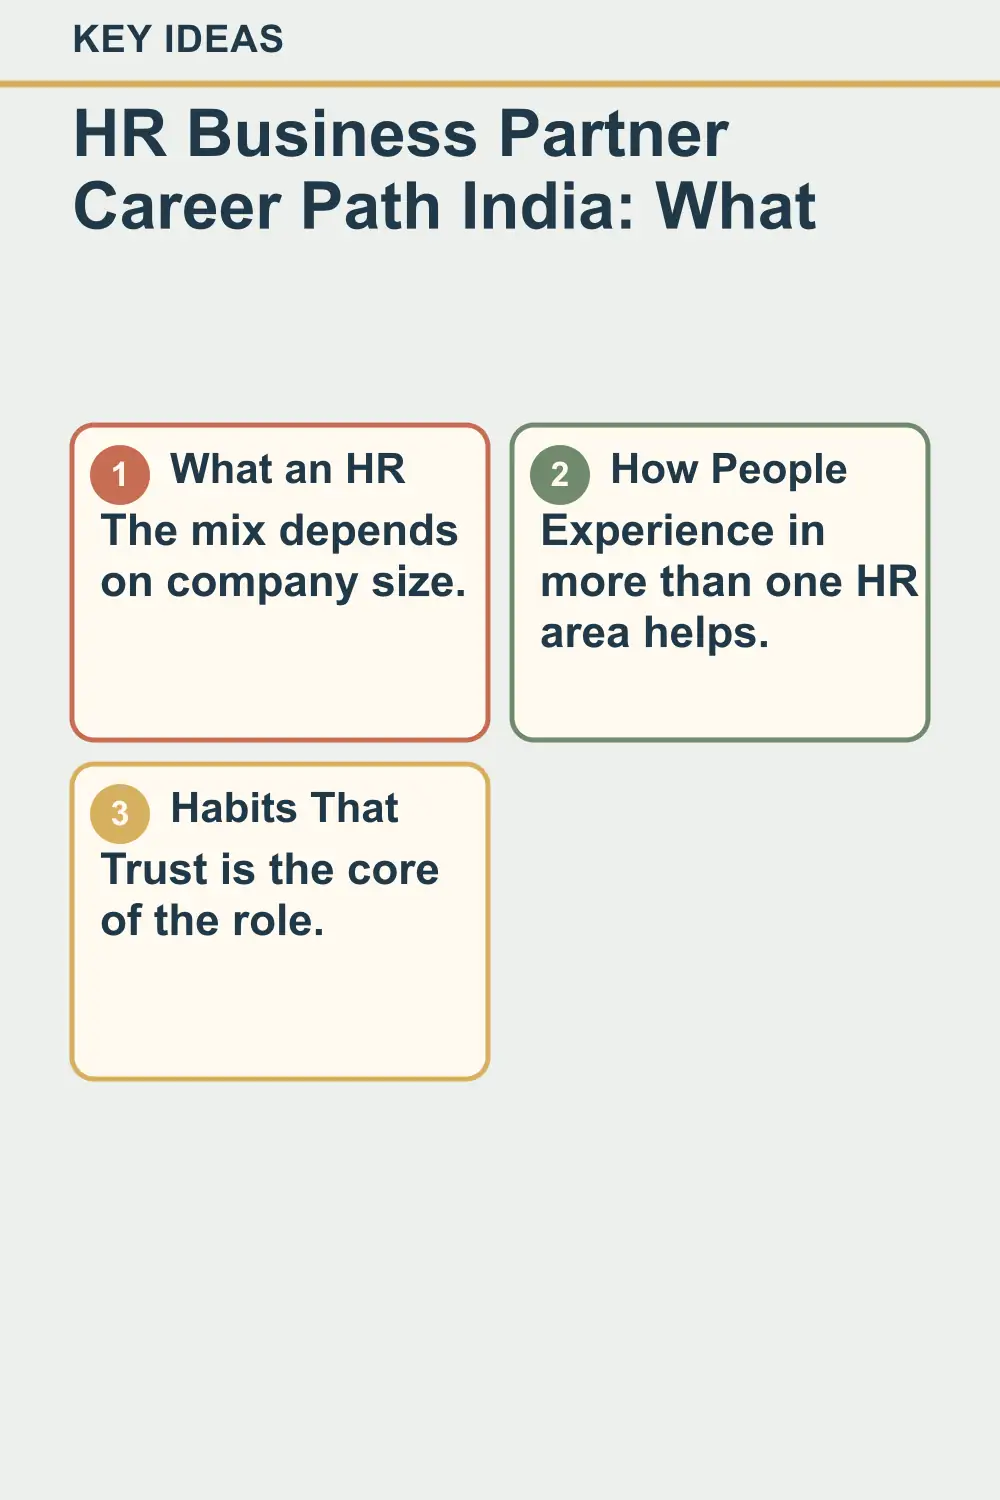 KEY IDEAS
HR Business Partner
Career Path India: What
1 What an HR
The mix depends
on company size.
2 How People
Experience in
more than one HR
area helps.
3 Habits That
Trust is the core
of the role.